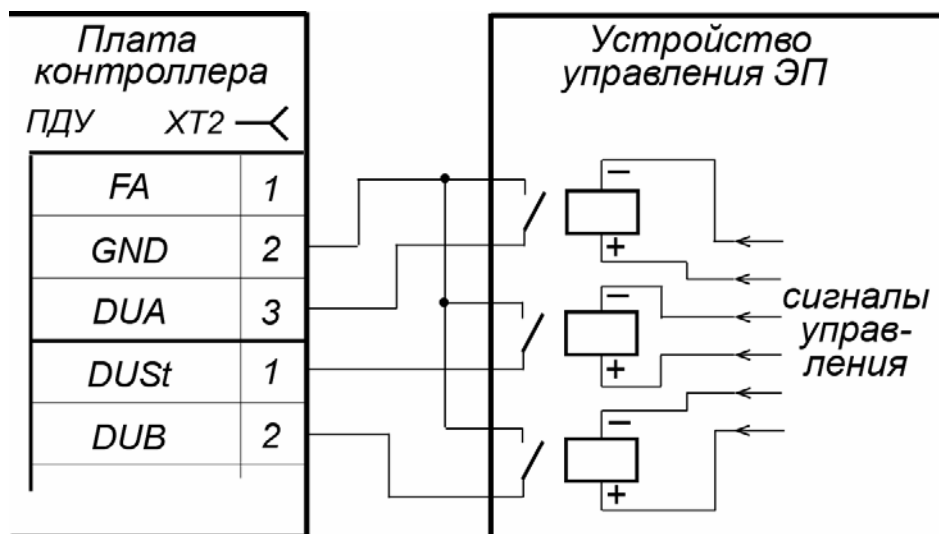 Плата
контроллера
ПДУ XT2
FA 1
GND 2
DUA 3
DUSt 1
DUB 2
Устройство
управления ЭП
−
+
−
+
−
+
сигналы
управ-
ления